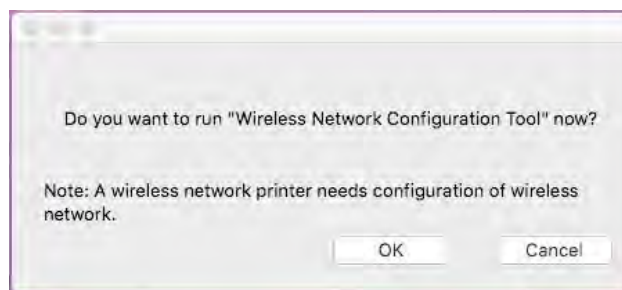 Do you want to run "Wireless Network Configuration Tool" now?
Note: A wireless network printer needs configuration of wireless
network.
OK
Cancel